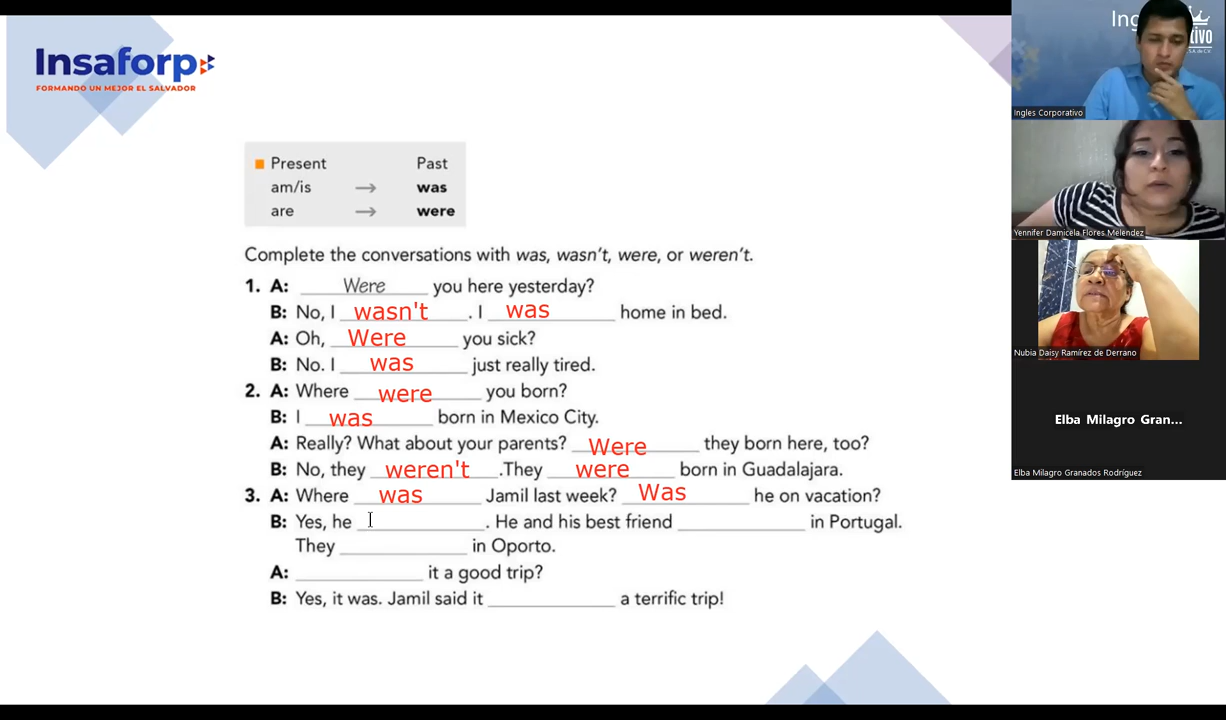 Insaforp
FORMANDO UN MEJOR EL SALVADOR
Present Past
am/is → was
are → were
Complete the conversations with was, wasn't, were, or weren't.
1. A: Were you here yesterday?
B: No, I wasn't. I was home in bed.
A: Oh, Were you sick?
B: No. I was just really tired.
2. A: Where were you born?
B: I was born in Mexico City.
A: Really? What about your parents? Were they born here, too?
B: No, they weren't.They were born in Guadalajara.
3. A: Where was Jamil last week? Was he on vacation?
B: Yes, he ____. He and his best friend ____ in Portugal.
They ____ in Oporto.
A: ____ it a good trip?
B: Yes, it was. Jamil said it ____ a terrific trip!
Ingles Corporativo
Yennifer Damicela Flores Melendez
Nubia Daisy Ramírez de Derrano
Elba Milagro Gran...
Elba Milagro Granados Rodríguez